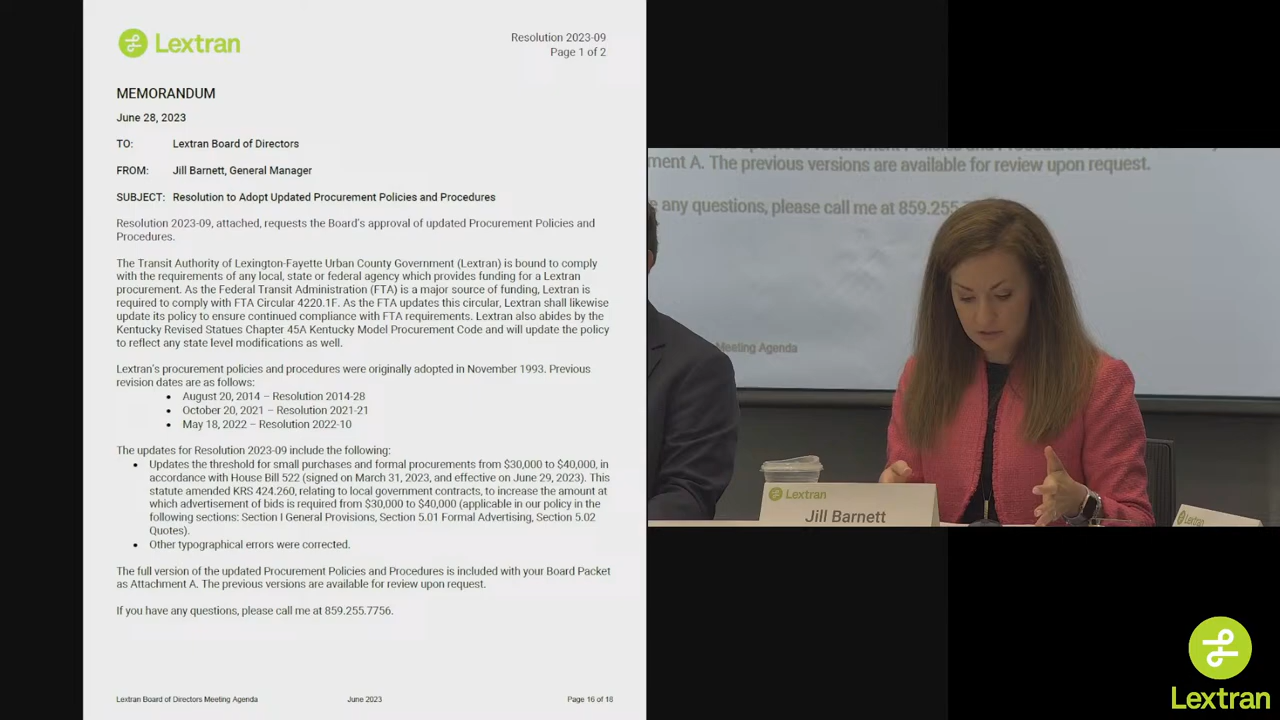 Lextran
Resolution 2023-09
Page 1 of 2
MEMORANDUM
June 28, 2023
TO: Lextran Board of Directors
FROM: Jill Barnett, General Manager
SUBJECT: Resolution to Adopt Updated Procurement Policies and Procedures
Resolution 2023-09, attached, requests the Board's approval of updated Procurement Policies and
Procedures.
The Transit Authority of Lexington-Fayette Urban County Government (Lextran) is bound to comply
with the requirements of any local, state or federal agency which provides funding for a Lextran
procurement. As the Federal Transit Administration (FTA) is a major source of funding, Lextran is
required to comply with FTA Circular 4220.1F. As the FTA updates this circular, Lextran shall likewise
update its policy to ensure continued compliance with FTA requirements. Lextran also abides by the
Kentucky Revised Statues Chapter 45A Kentucky Model Procurement Code and will update the policy
to reflect any state level modifications as well.
Lextran's procurement policies and procedures were originally adopted in November 1993. Previous
revision dates are as follows:
• August 20, 2014 – Resolution 2014-28
• October 20, 2021 – Resolution 2021-21
• May 18, 2022 – Resolution 2022-10
The updates for Resolution 2023-09 include the following:
• Updates the threshold for small purchases and formal procurements from $30,000 to $40,000, in
accordance with House Bill 522 (signed on March 31, 2023, and effective on June 29, 2023). This
statute amended KRS 424.260, relating to local government contracts, to increase the amount at
which advertisement of bids is required from $30,000 to $40,000 (applicable in our policy in the
following sections: Section I General Provisions, Section 5.01 Formal Advertising, Section 5.02
Quotes).
• Other typographical errors were corrected.
The full version of the updated Procurement Policies and Procedures is included with your Board Packet
as Attachment A. The previous versions are available for review upon request.
If you have any questions, please call me at 859.255.7756.
Lextran Board of Directors Meeting Agenda June 2023 Page 16 of 18
ment A. The previous versions are available for review upon request.
any questions, please call me at 859.255
Meeting Agenda
Lextran
Jill Barnett
Lextran